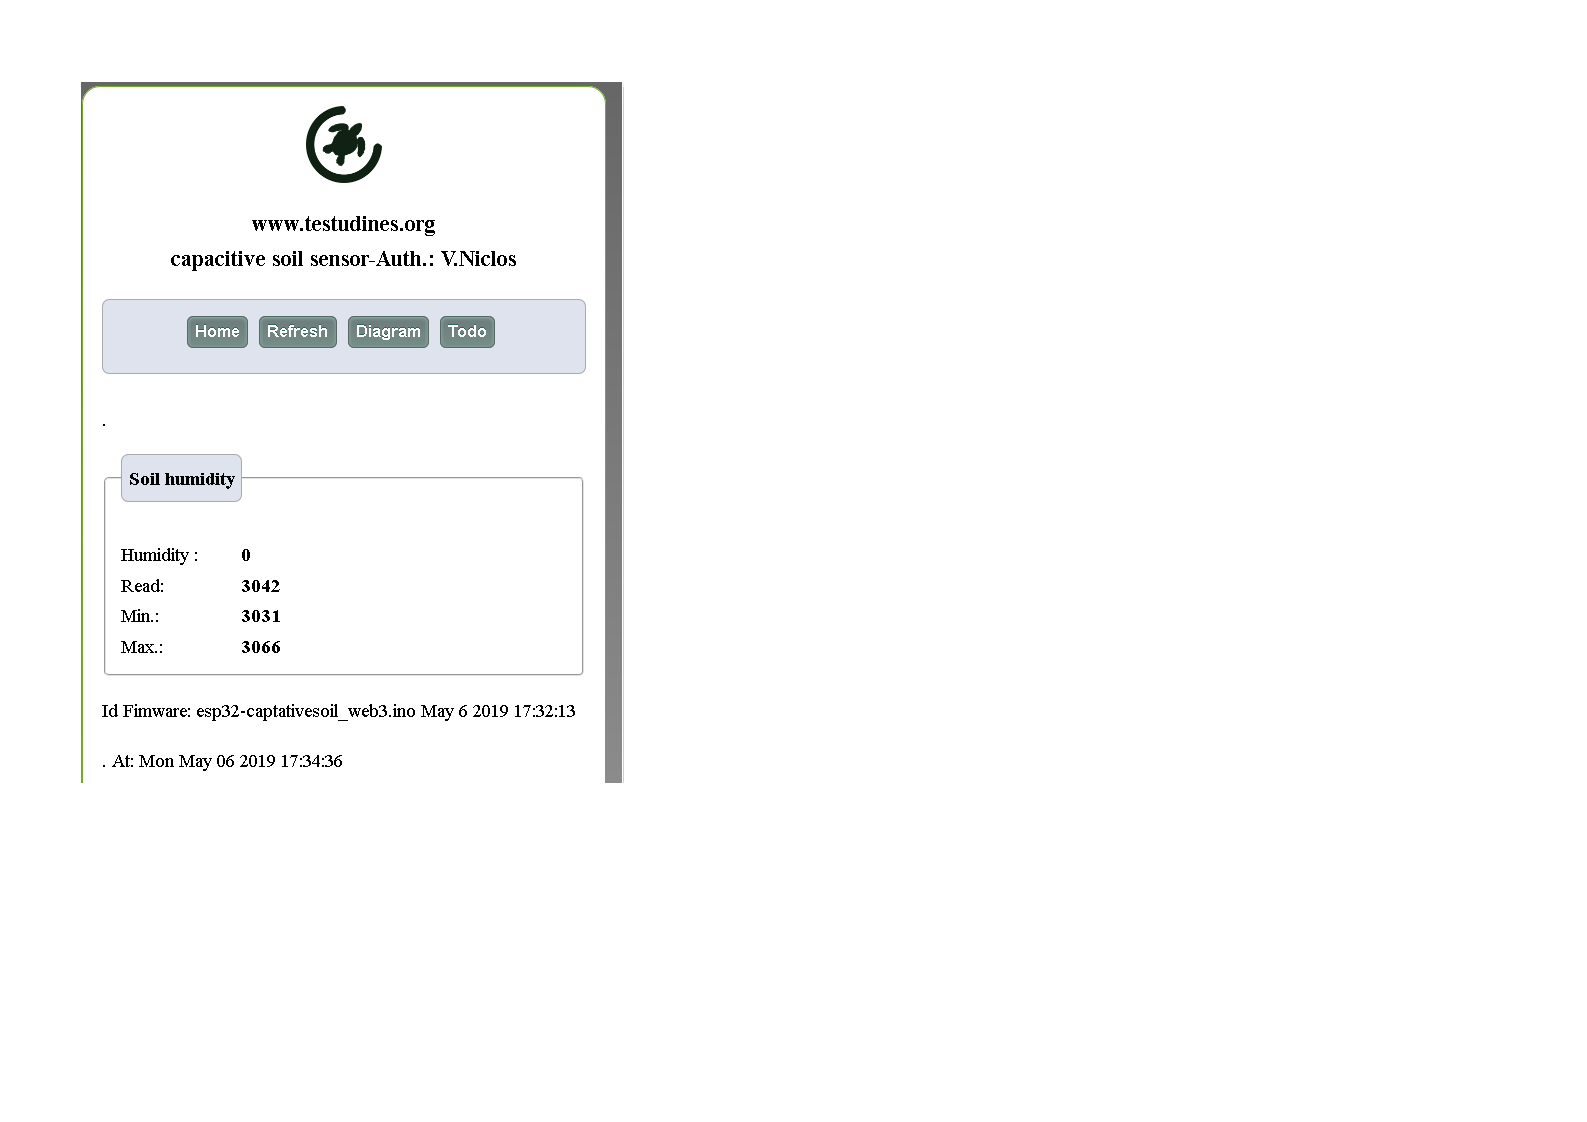 www.testudines.org
capacitive soil sensor-Auth.: V.Niclos
Home Refresh Diagram Todo
.
Soil humidity
Humidity : 0
Read: 3042
Min.: 3031
Max.: 3066
Id Fimware: esp32-captativesoil_web3.ino May 6 2019 17:32:13
. At: Mon May 06 2019 17:34:36